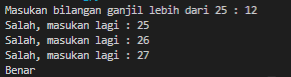 Masukan bilangan ganjil lebih dari 25 : 12
Salah, masukan lagi : 25
Salah, masukan lagi : 26
Salah, masukan lagi : 27
Benar